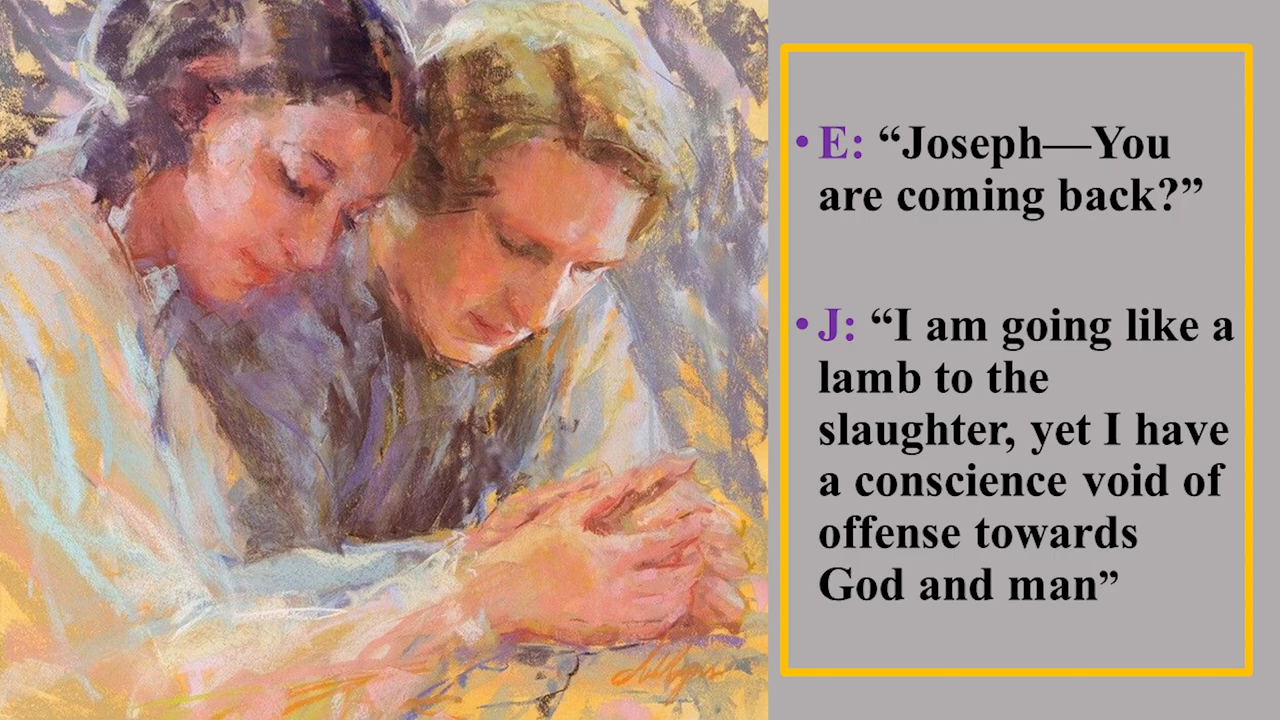 • E: “Joseph—You
are coming back?”
• J: “I am going like a
lamb to the
slaughter, yet I have
a conscience void of
offense towards
God and man”